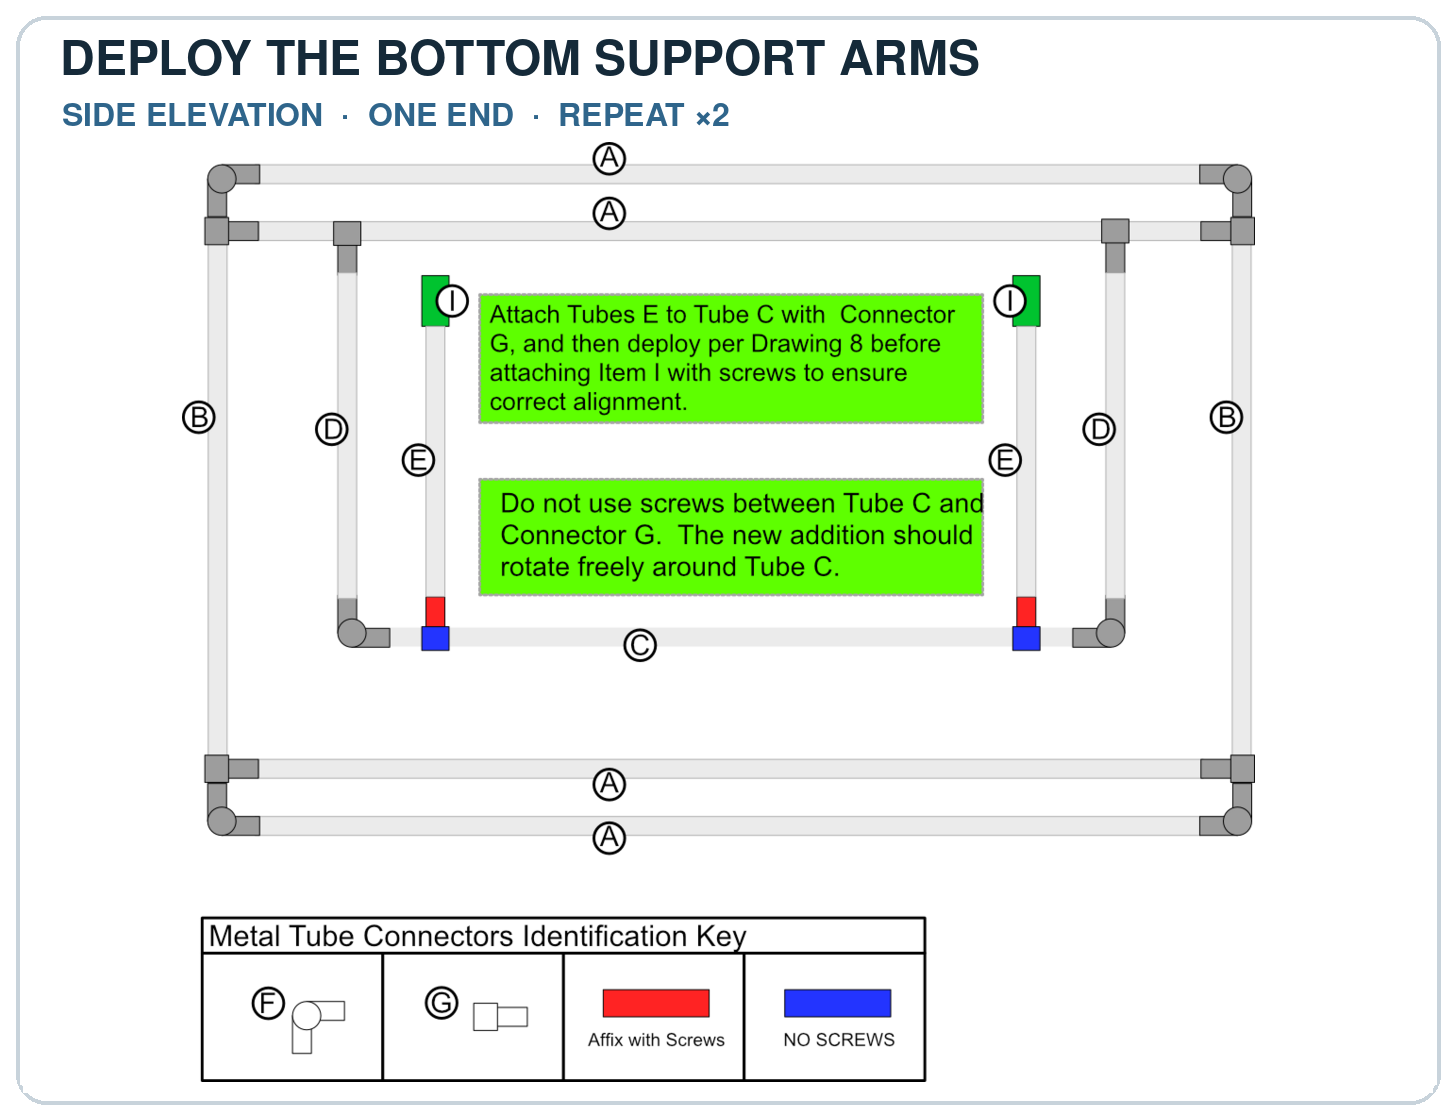 DEPLOY THE BOTTOM SUPPORT ARMS
SIDE ELEVATION · ONE END · REPEAT ×2
A
A
I
I
Attach Tubes E to Tube C with  Connector
G, and then deploy per Drawing 8 before
attaching Item I with screws to ensure
correct alignment.
B
D
E
E
D
B
Do not use screws between Tube C and
Connector G.  The new addition should
rotate freely around Tube C.
C
A
A
Metal Tube Connectors Identification Key
F
G
Affix with Screws
NO SCREWS